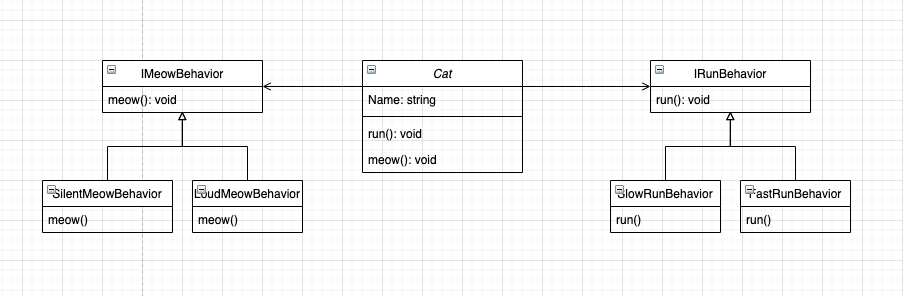 IMeowBehavior
meow(): void
Cat
Name: string
run(): void
meow(): void
IRunBehavior
run(): void
SilentMeowBehavior
meow()
LoudMeowBehavior
meow()
SlowRunBehavior
run()
FastRunBehavior
run()